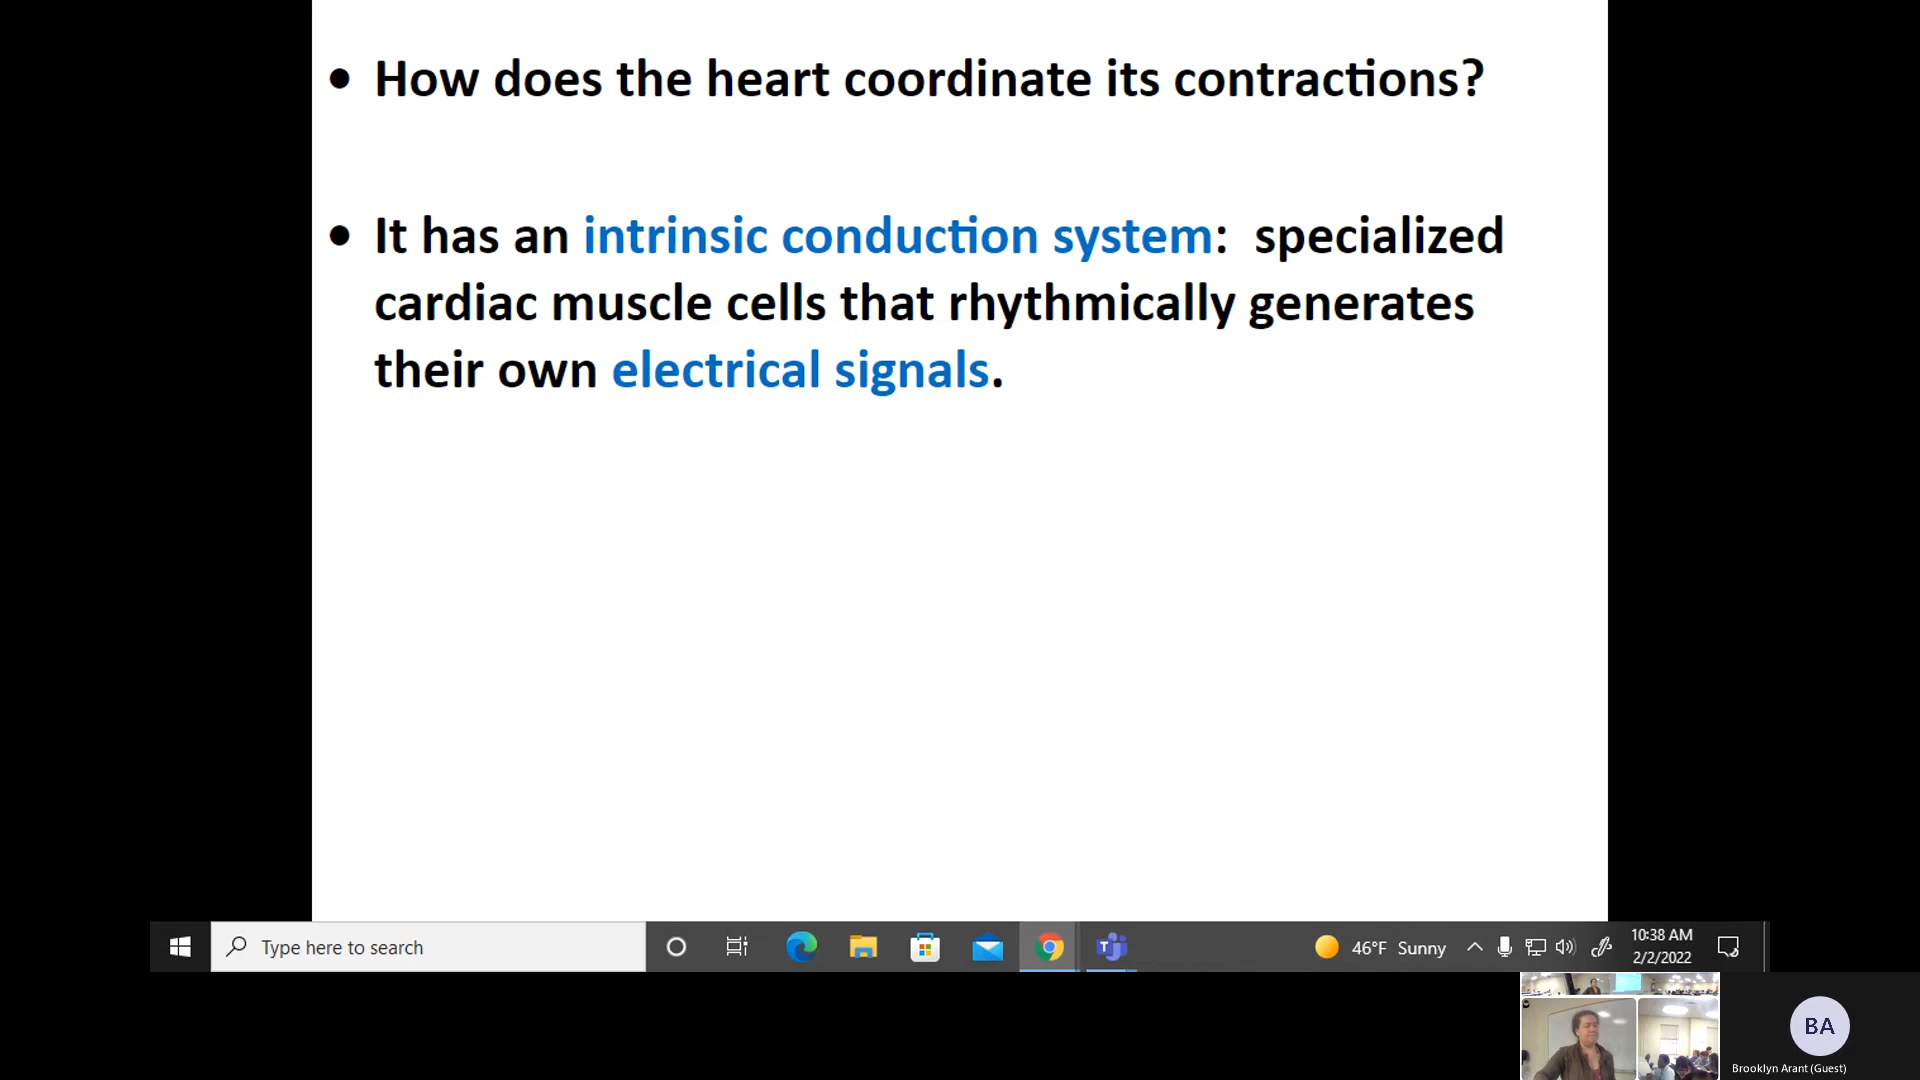 • How does the heart coordinate its contractions?
• It has an intrinsic conduction system:  specialized
cardiac muscle cells that rhythmically generates
their own electrical signals.
Type here to search
46°F Sunny
10:38 AM
2/2/2022
BA
Brooklyn Arant (Guest)